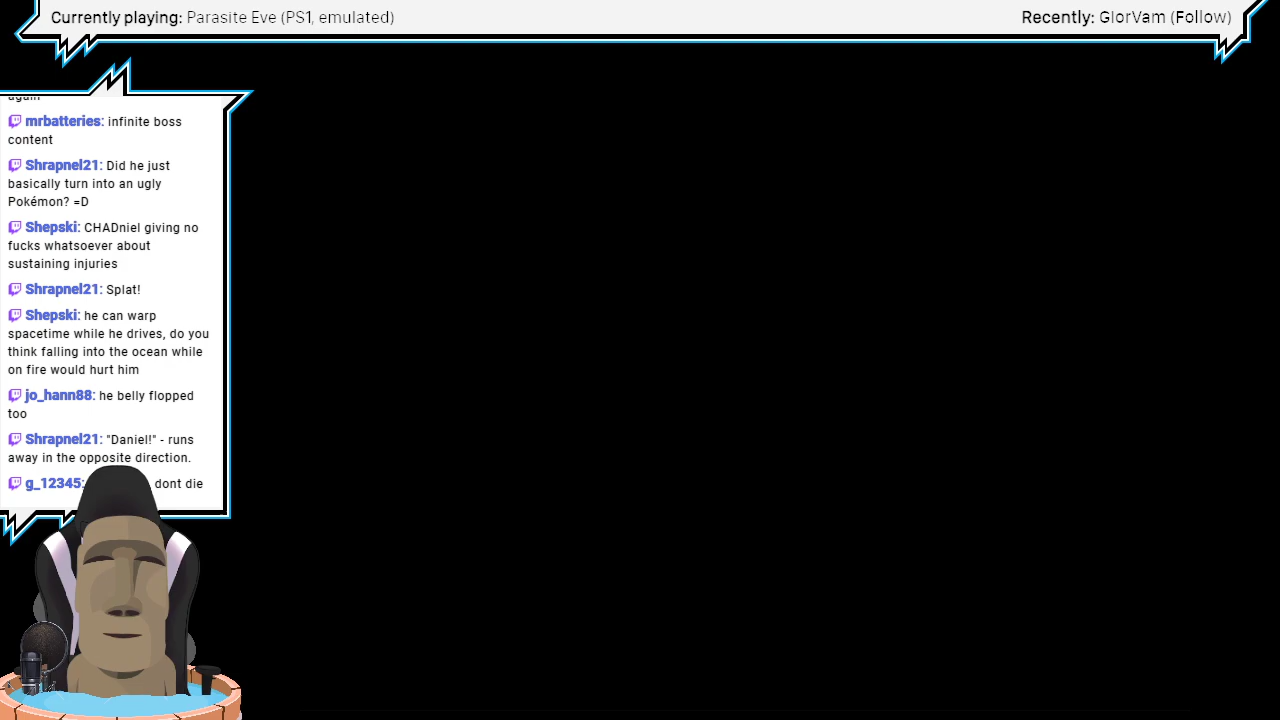 Currently playing: Parasite Eve (PS1, emulated)
Recently: GlorVam (Follow)
again
mrbatteries: infinite boss
content
Shrapnel21: Did he just
basically turn into an ugly
Pokémon? =D
Shepski: CHADniel giving no
fucks whatsoever about
sustaining injuries
Shrapnel21: Splat!
Shepski: he can warp
spacetime while he drives, do you
think falling into the ocean while
on fire would hurt him
jo_hann88: he belly flopped
too
Shrapnel21: "Daniel!" - runs
away in the opposite direction.
g_12345: dont die